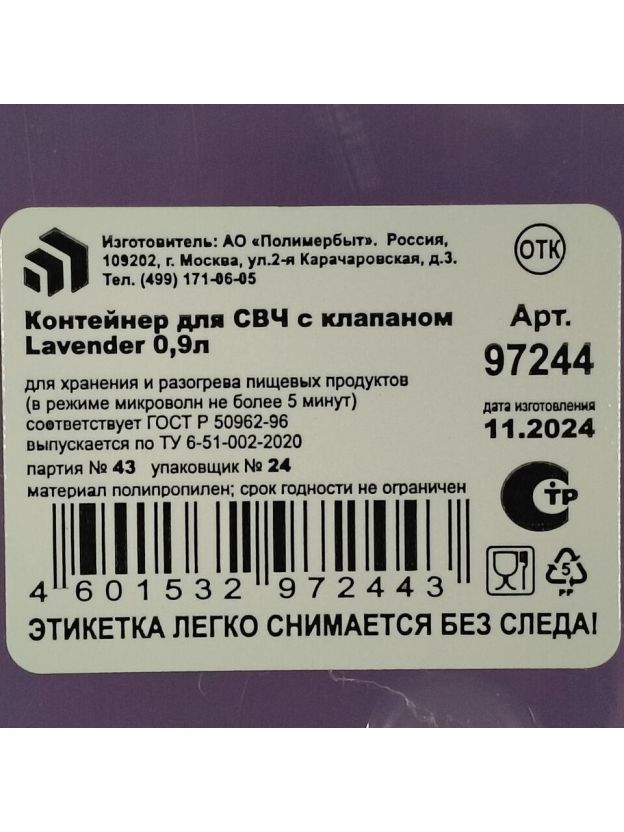 Изготовитель: АО «Полимербыт». Россия,
109202, г. Москва, ул.2-я Карачаровская, д.3.
Тел. (499) 171-06-05
ОТК
Контейнер для СВЧ с клапаном
Lavender 0,9л
Арт.
97244
для хранения и разогрева пищевых продуктов
(в режиме микроволн не более 5 минут)
соответствует ГОСТ Р 50962-96
выпускается по ТУ 6-51-002-2020
дата изготовления
11.2024
партия № 43 упаковщик № 24
материал полипропилен; срок годности не ограничен
СТР
4 601532 972443
5
PP
ЭТИКЕТКА ЛЕГКО СНИМАЕТСЯ БЕЗ СЛЕДА!